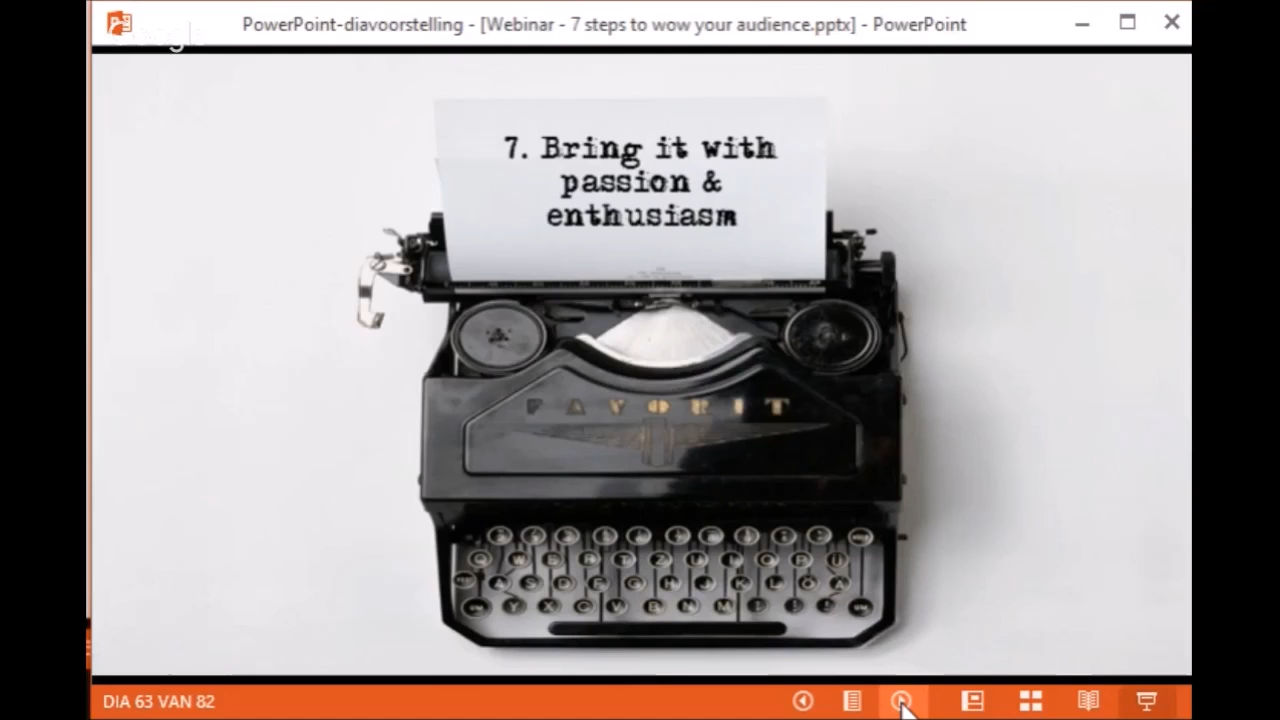 PowerPoint-diavoorstelling - [Webinar - 7 steps to wow your audience.pptx] - PowerPoint
7. Bring it with
passion &
enthusiasm
FAVORIT
Q W E R T Z U I O P Ü
A S D F G H J K L Ö Ä
Y X C V B N M
DIA 63 VAN 82